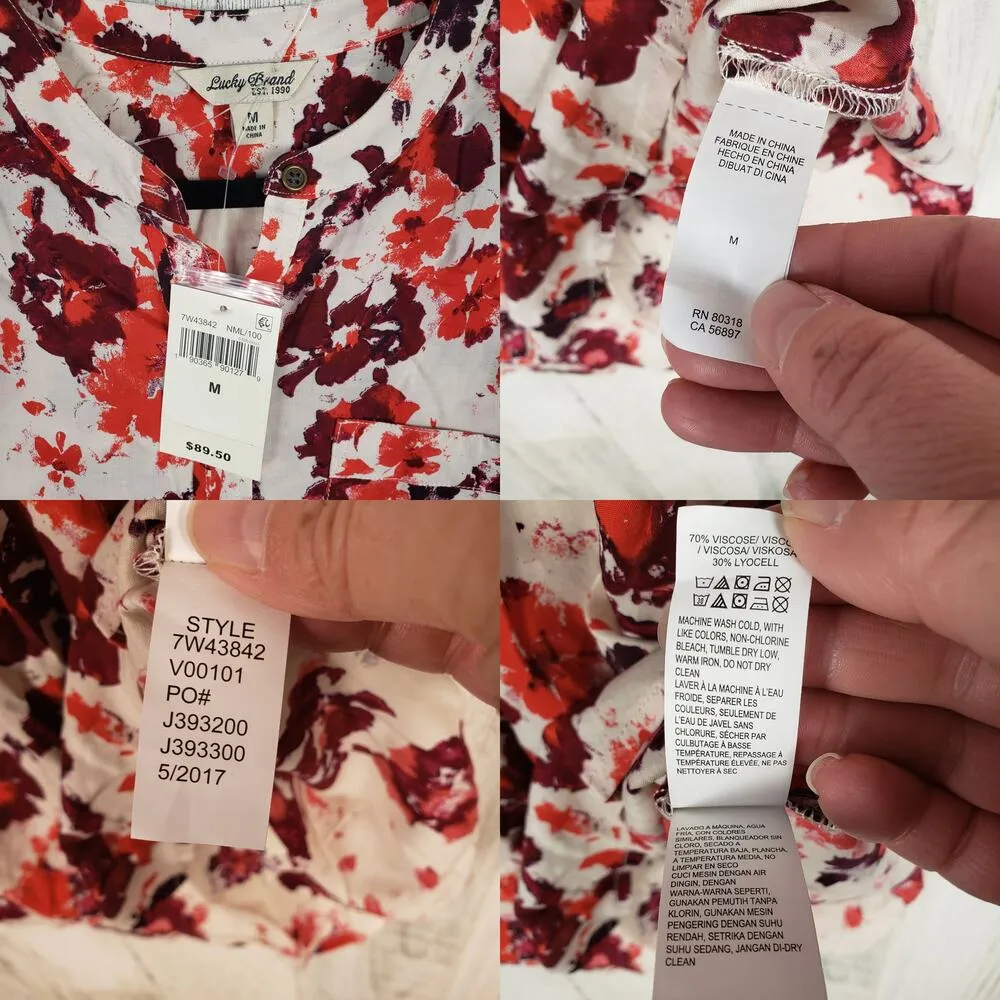 Lucky Brand
EST. 1990
M
MADE IN
CHINA
7W43842 NML/100
1 90365 90127 9
M
$89.50
MADE IN CHINA
FABRIQUE EN CHINE
HECHO EN CHINA
DIBUAT DI CINA
M
RN 80318
CA 56897
STYLE
7W43842
V00101
PO#
J393200
J393300
5/2017
70% VISCOSE/ VISCO
/ VISCOSA/ VISKOSA
30% LYOCELL
30
MACHINE WASH COLD, WITH
LIKE COLORS, NON-CHLORINE
BLEACH, TUMBLE DRY LOW,
WARM IRON, DO NOT DRY
CLEAN
LAVER À LA MACHINE À L'EAU
FROIDE, SEPARER LES
COULEURS, SEULEMENT DE
L'EAU DE JAVEL SANS
CHLORURE, SÉCHER PAR
CULBUTAGE À BASSE
TEMPÉRATURE, REPASSAGE À
TEMPÉRATURE ÉLEVÉE, NE PAS
NETTOYER À SEC
LAVADO A MÁQUINA, AGUA
FRÍA, CON COLORES
SIMILARES, BLANQUEADOR SIN
CLORO, SECADO A
TEMPERATURA BAJA, PLANCHA,
A TEMPERATURA MEDIA, NO
LIMPIAR EN SECO
CUCI MESIN DENGAN AIR
DINGIN, DENGAN
WARNA-WARNA SEPERTI,
GUNAKAN PEMUTIH TANPA
KLORIN, GUNAKAN MESIN
PENGERING DENGAN SUHU
RENDAH, SETRIKA DENGAN
SUHU SEDANG, JANGAN DI-DRY
CLEAN